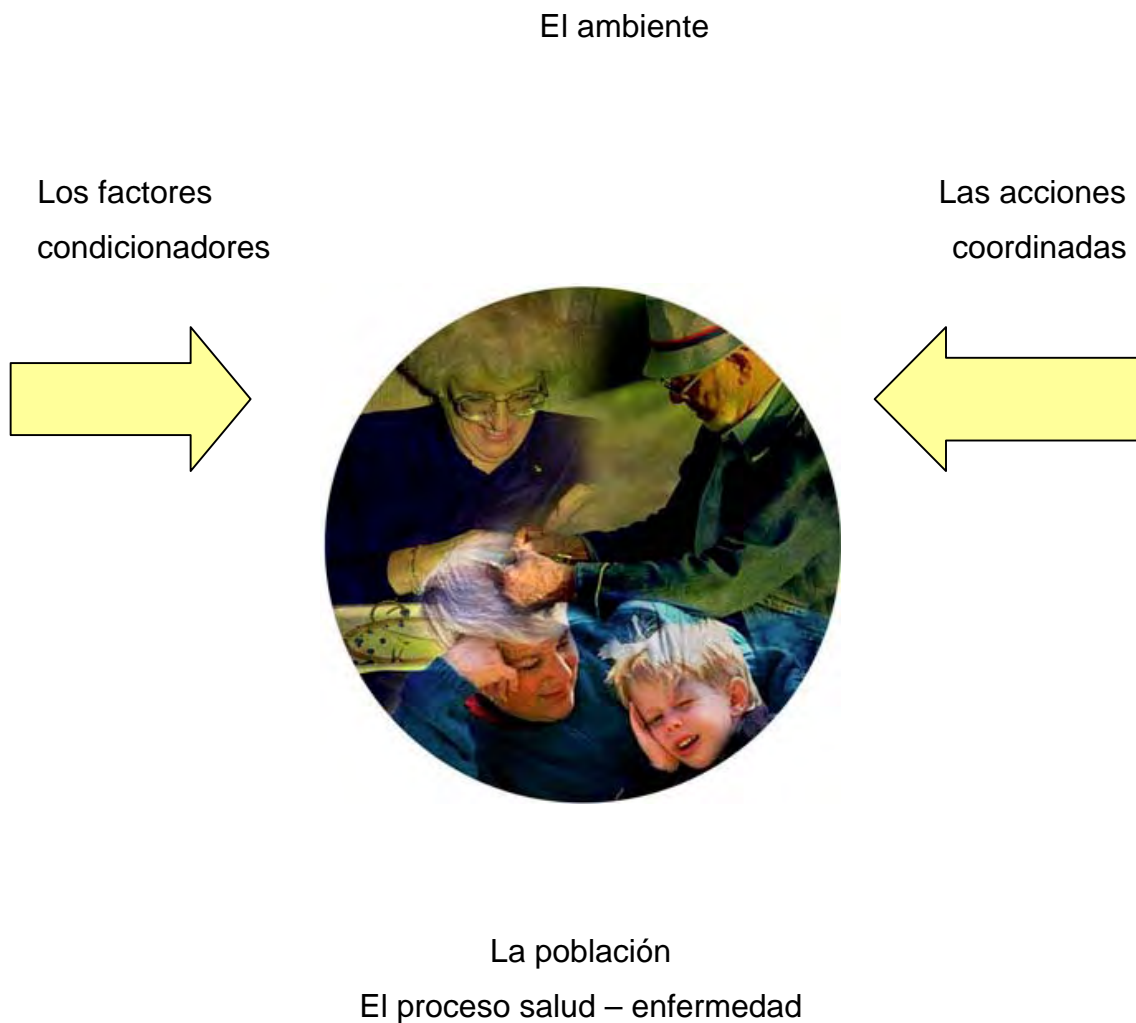 El ambiente
Los factores
condicionadores
Las acciones
coordinadas
La población
El proceso salud – enfermedad